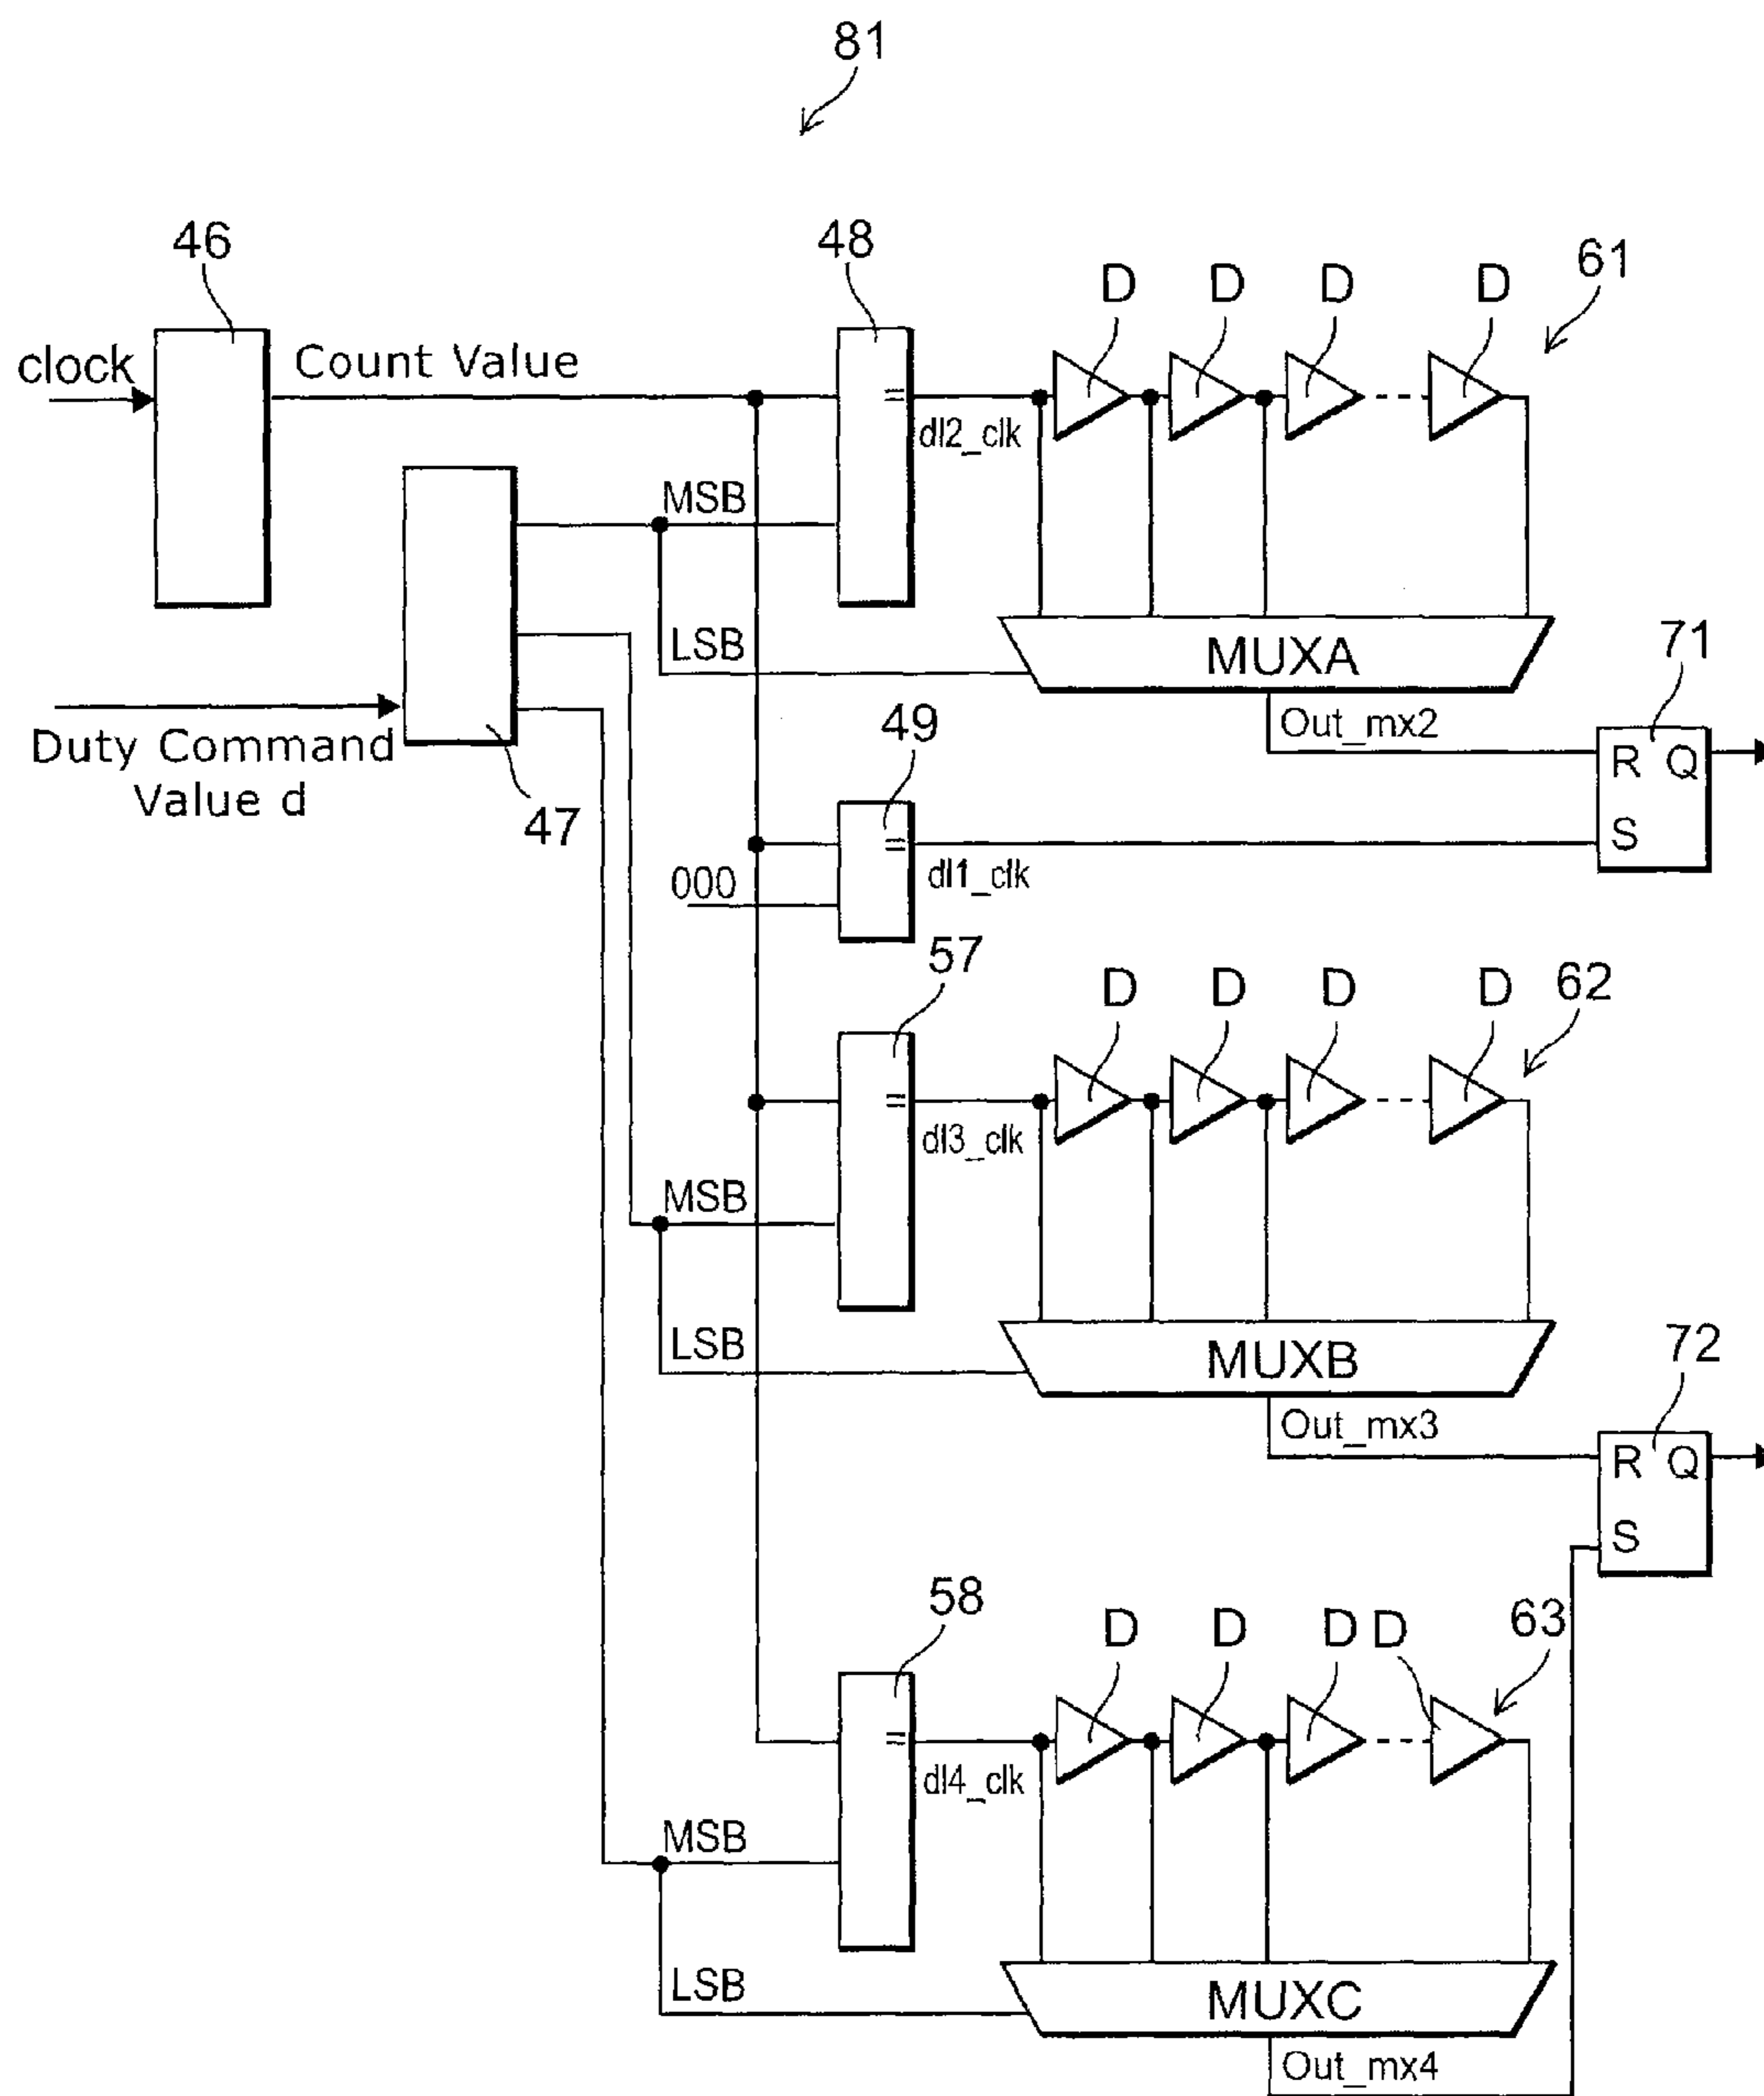 81
46
48
D D D D
61
clock
Count Value
=
dl2_clk
MSB
LSB
MUXA
Out_mx2
71
R Q
S
Duty Command
Value d
47
49
=
000
dl1_clk
57
D D D D
62
=
dl3_clk
MSB
LSB
MUXB
Out_mx3
72
R Q
S
58
D D D D
63
=
dl4_clk
MSB
LSB
MUXC
Out_mx4